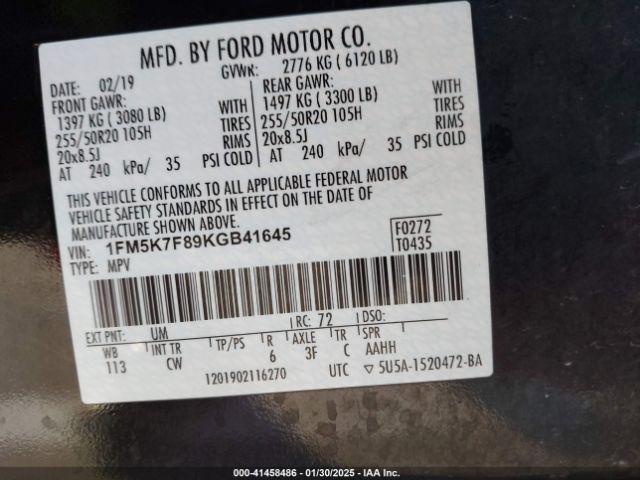 MFD. BY FORD MOTOR CO.
DATE: 02/19 GVWR: 2776 KG ( 6120 LB)
FRONT GAWR: REAR GAWR:
1397 KG ( 3080 LB) WITH 1497 KG ( 3300 LB) WITH
255/50R20 105H TIRES 255/50R20 105H TIRES
20x8.5J RIMS 20x8.5J RIMS
AT 240 kPa/ 35 PSI COLD AT 240 kPa/ 35 PSI COLD
THIS VEHICLE CONFORMS TO ALL APPLICABLE FEDERAL MOTOR
VEHICLE SAFETY STANDARDS IN EFFECT ON THE DATE OF
MANUFACTURE SHOWN ABOVE.
VIN: 1FM5K7F89KGB41645 F0272
TYPE: MPV T0435
EXT PNT: UM RC: 72 DSO:
WB INT TR TP/PS R AXLE TR SPR
113 CW 6 3F C AAHH
1201902116270 UTC ▽ 5U5A-1520472-BA
000-41458486 - 01/30/2025 - IAA Inc.